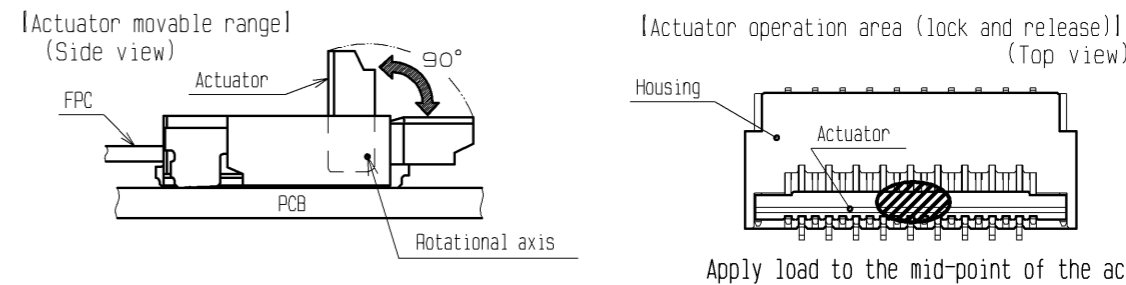 【Actuator movable range】
(Side view)
90°
Actuator
FPC
PCB
Rotational axis
【Actuator operation area (lock and release)】
(Top view)
Housing
Actuator
Apply load to the mid-point of the ac